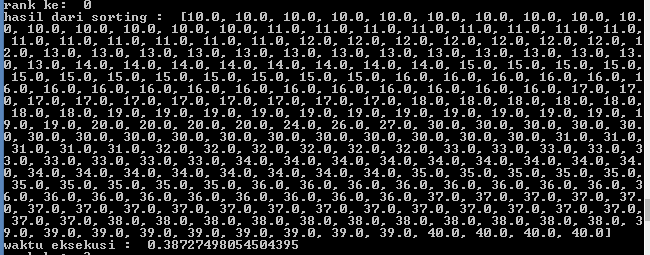 rank ke:  0
hasil dari sorting :  [10.0, 10.0, 10.0, 10.0, 10.0, 10.0, 10.0, 10.0, 10.
0, 10.0, 10.0, 10.0, 10.0, 10.0, 11.0, 11.0, 11.0, 11.0, 11.0, 11.0, 11.0, 11.0,
 11.0, 11.0, 11.0, 11.0, 11.0, 11.0, 12.0, 12.0, 12.0, 12.0, 12.0, 12.0, 12.0, 1
2.0, 13.0, 13.0, 13.0, 13.0, 13.0, 13.0, 13.0, 13.0, 13.0, 13.0, 13.0, 13.0, 13.
0, 13.0, 14.0, 14.0, 14.0, 14.0, 14.0, 14.0, 14.0, 15.0, 15.0, 15.0, 15.0, 15.0,
 15.0, 15.0, 15.0, 15.0, 15.0, 15.0, 15.0, 15.0, 16.0, 16.0, 16.0, 16.0, 16.0, 1
6.0, 16.0, 16.0, 16.0, 16.0, 16.0, 16.0, 16.0, 16.0, 16.0, 16.0, 16.0, 17.0, 17.
0, 17.0, 17.0, 17.0, 17.0, 17.0, 17.0, 17.0, 18.0, 18.0, 18.0, 18.0, 18.0, 18.0,
 18.0, 18.0, 19.0, 19.0, 19.0, 19.0, 19.0, 19.0, 19.0, 19.0, 19.0, 19.0, 19.0, 1
9.0, 19.0, 20.0, 20.0, 20.0, 20.0, 24.0, 26.0, 27.0, 30.0, 30.0, 30.0, 30.0, 30.
0, 30.0, 30.0, 30.0, 30.0, 30.0, 30.0, 30.0, 30.0, 30.0, 30.0, 30.0, 31.0, 31.0,
 31.0, 31.0, 31.0, 32.0, 32.0, 32.0, 32.0, 32.0, 32.0, 33.0, 33.0, 33.0, 33.0, 3
3.0, 33.0, 33.0, 33.0, 33.0, 34.0, 34.0, 34.0, 34.0, 34.0, 34.0, 34.0, 34.0, 34.
0, 34.0, 34.0, 34.0, 34.0, 34.0, 34.0, 34.0, 34.0, 35.0, 35.0, 35.0, 35.0, 35.0,
 35.0, 35.0, 35.0, 35.0, 35.0, 36.0, 36.0, 36.0, 36.0, 36.0, 36.0, 36.0, 36.0, 3
6.0, 36.0, 36.0, 36.0, 37.0, 37.0, 37.0, 37.0, 37.0, 37.0, 37.0, 37.0, 37.0, 37.
0, 37.0, 37.0, 37.0, 37.0, 37.0, 37.0, 37.0, 37.0, 37.0, 37.0, 37.0, 37.0, 37.0,
 37.0, 37.0, 38.0, 38.0, 38.0, 38.0, 38.0, 38.0, 38.0, 38.0, 38.0, 38.0, 38.0, 3
9.0, 39.0, 39.0, 39.0, 39.0, 39.0, 39.0, 39.0, 39.0, 40.0, 40.0, 40.0, 40.0]
waktu eksekusi :  0.38727498054504395